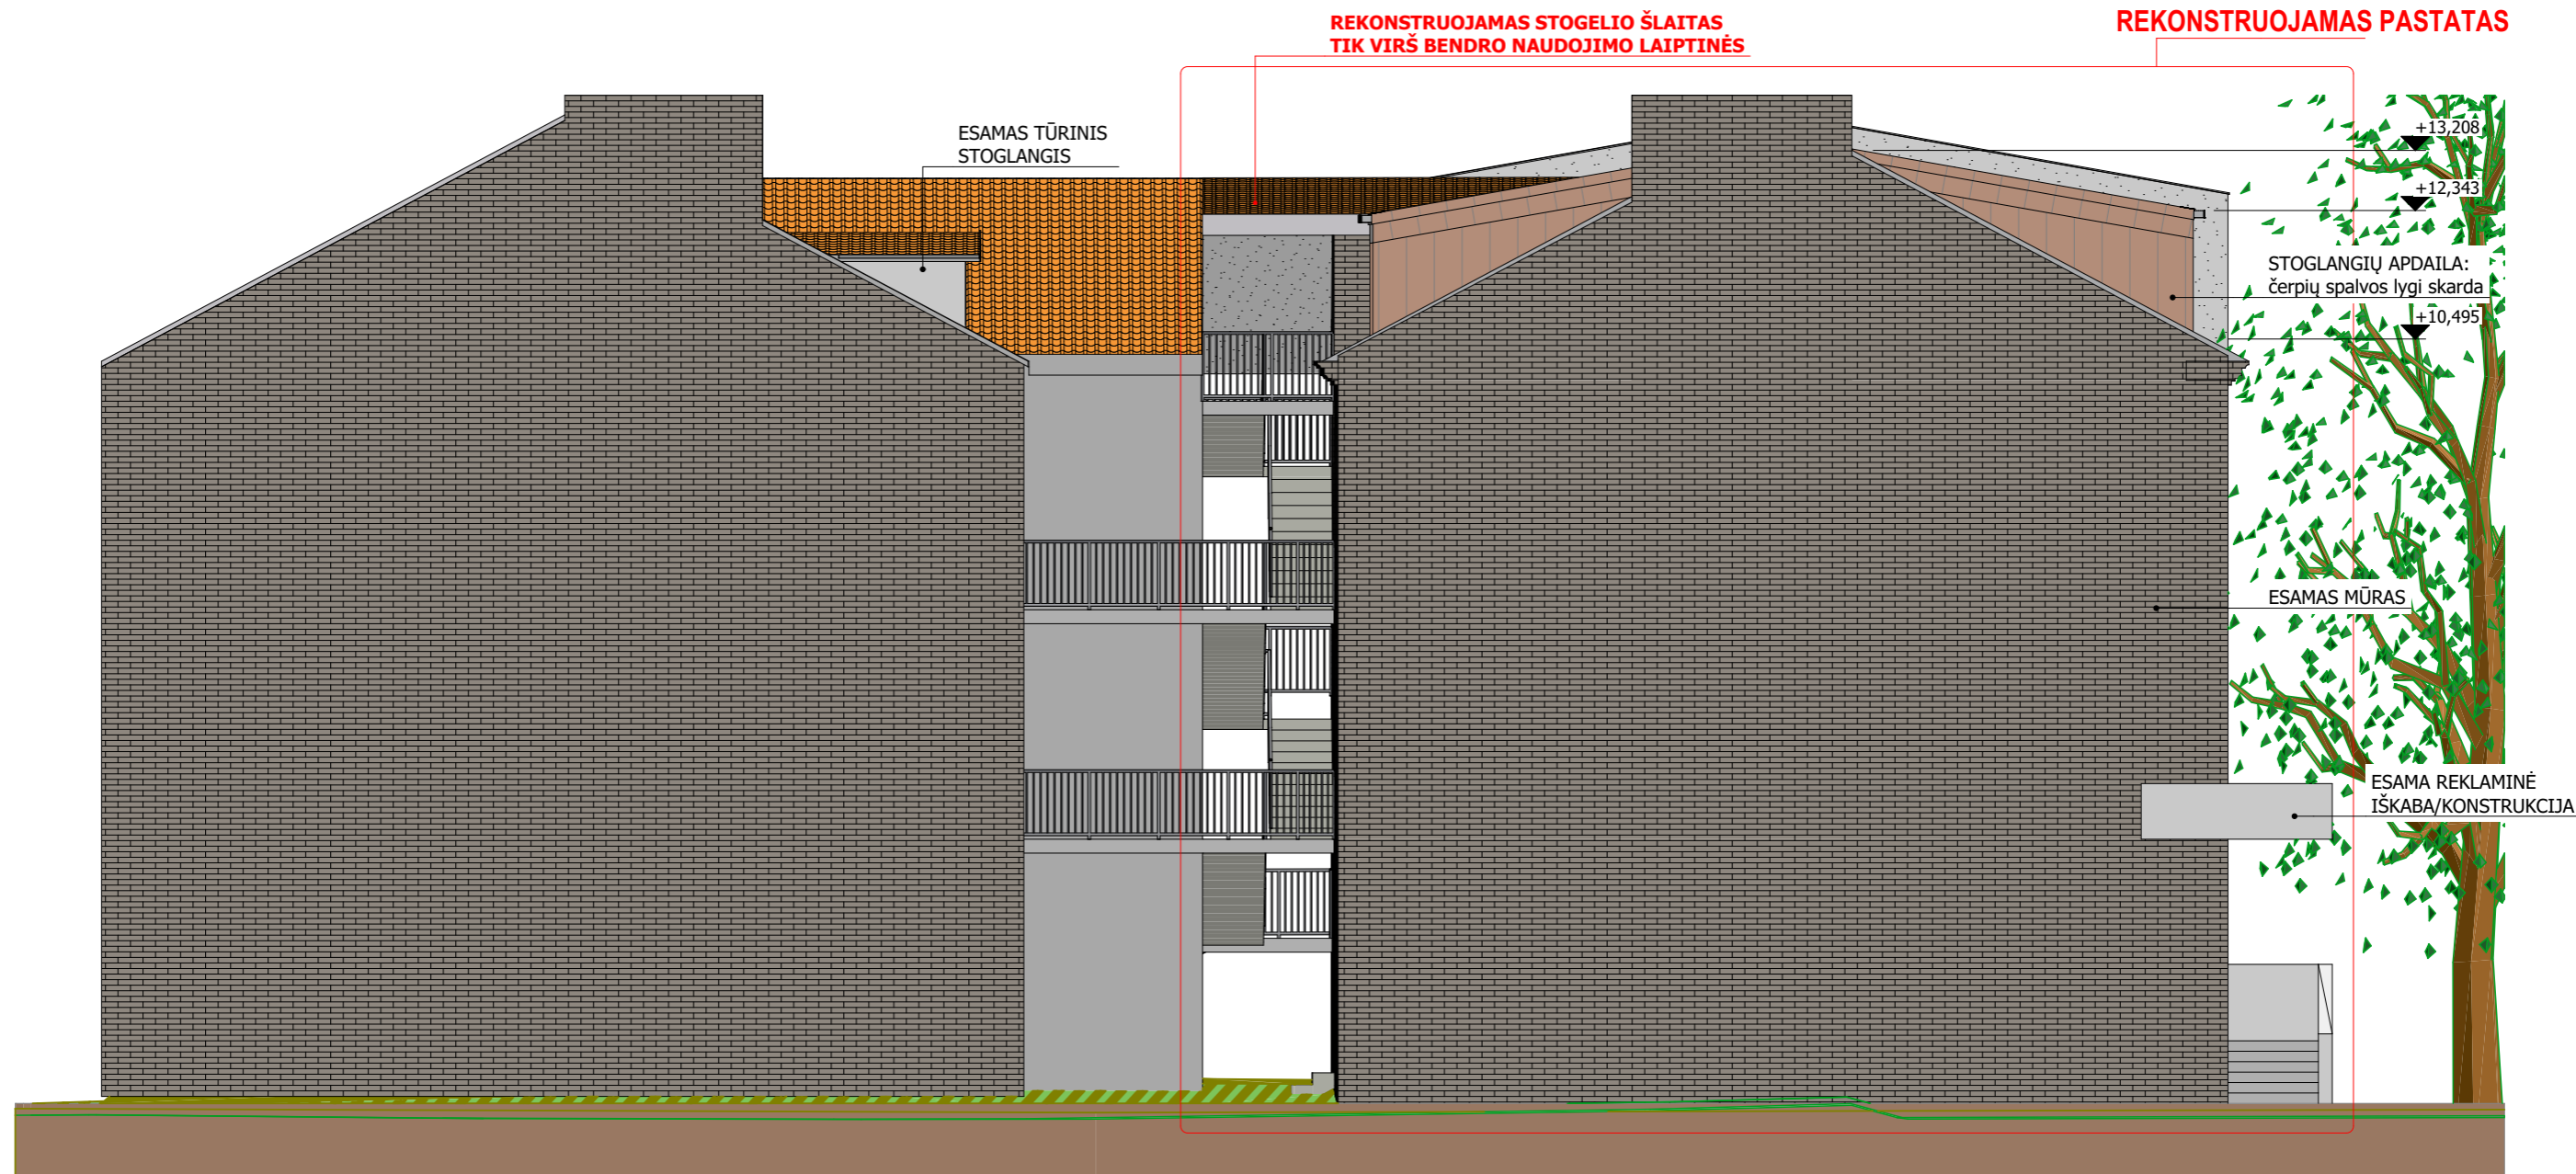 REKONSTRUOJAMAS STOGELIO ŠLAITAS
TIK VIRŠ BENDRO NAUDOJIMO LAIPTINĖS
REKONSTRUOJAMAS PASTATAS
ESAMAS TŪRINIS
STOGLANGIS
+13,208
+12,343
STOGLANGIŲ APDAILA:
čerpių spalvos lygi skarda
+10,495
ESAMAS MŪRAS
ESAMA REKLAMINĖ
IŠKABA/KONSTRUKCIJA